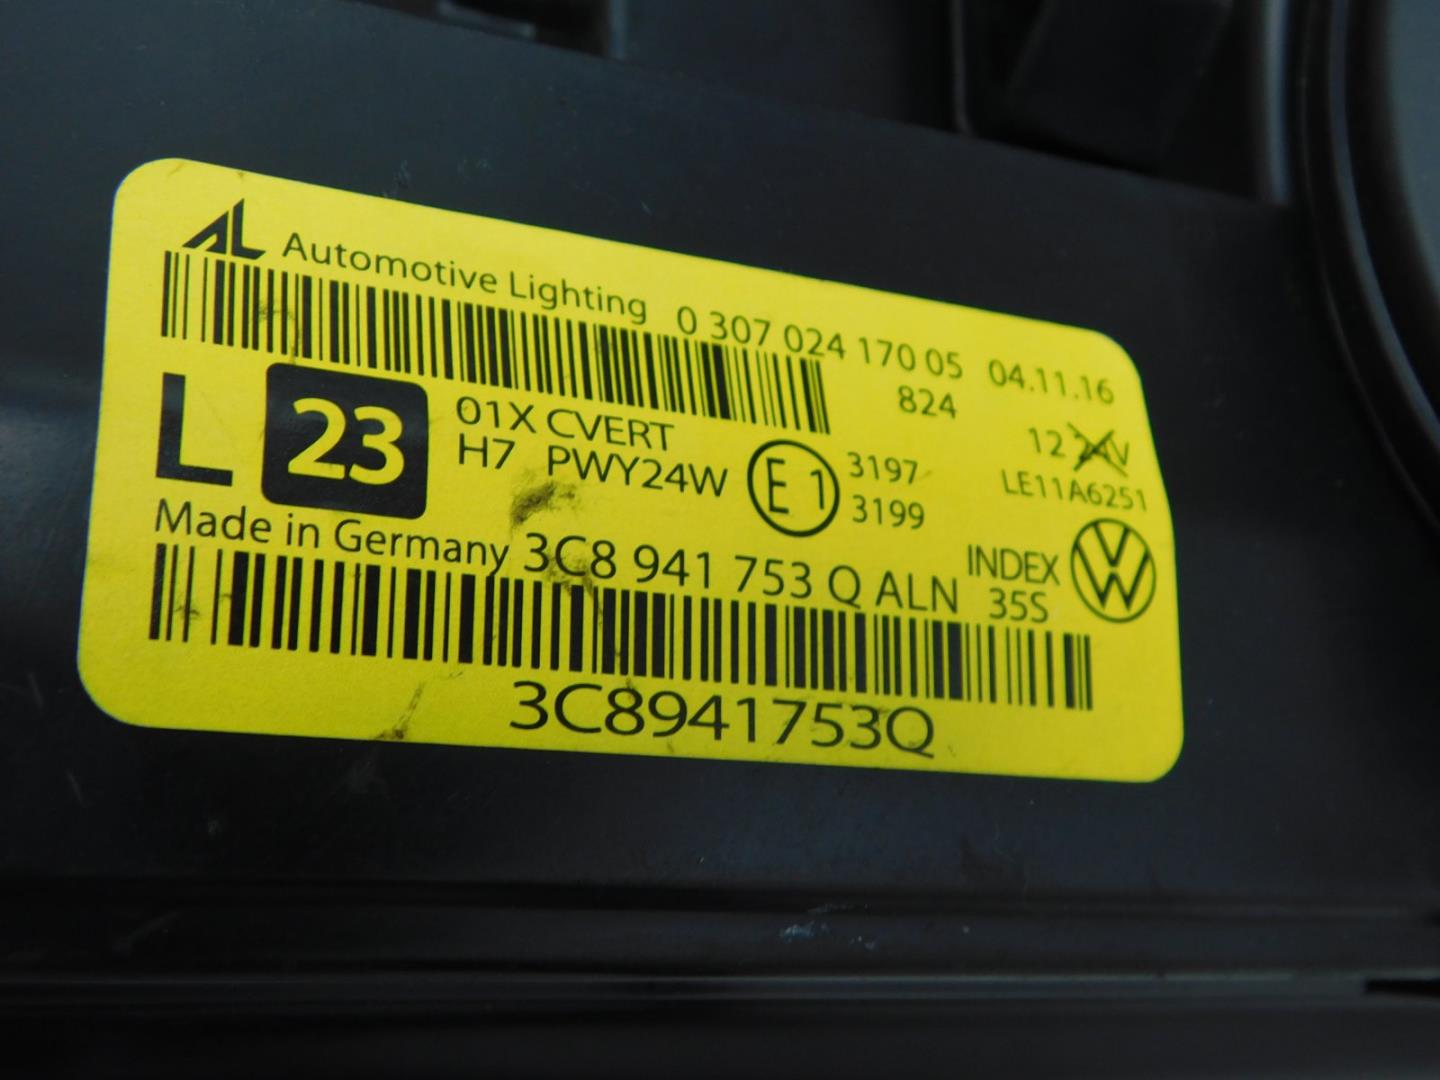 AL Automotive Lighting 0 307 024 170 05 04.11.16
824
L 23 01X CVERT 12 24V
H7 PWY24W E1 3197 LE11A6251
3199
Made in Germany 3C8 941 753 Q ALN INDEX
35S
VW
3C8941753Q